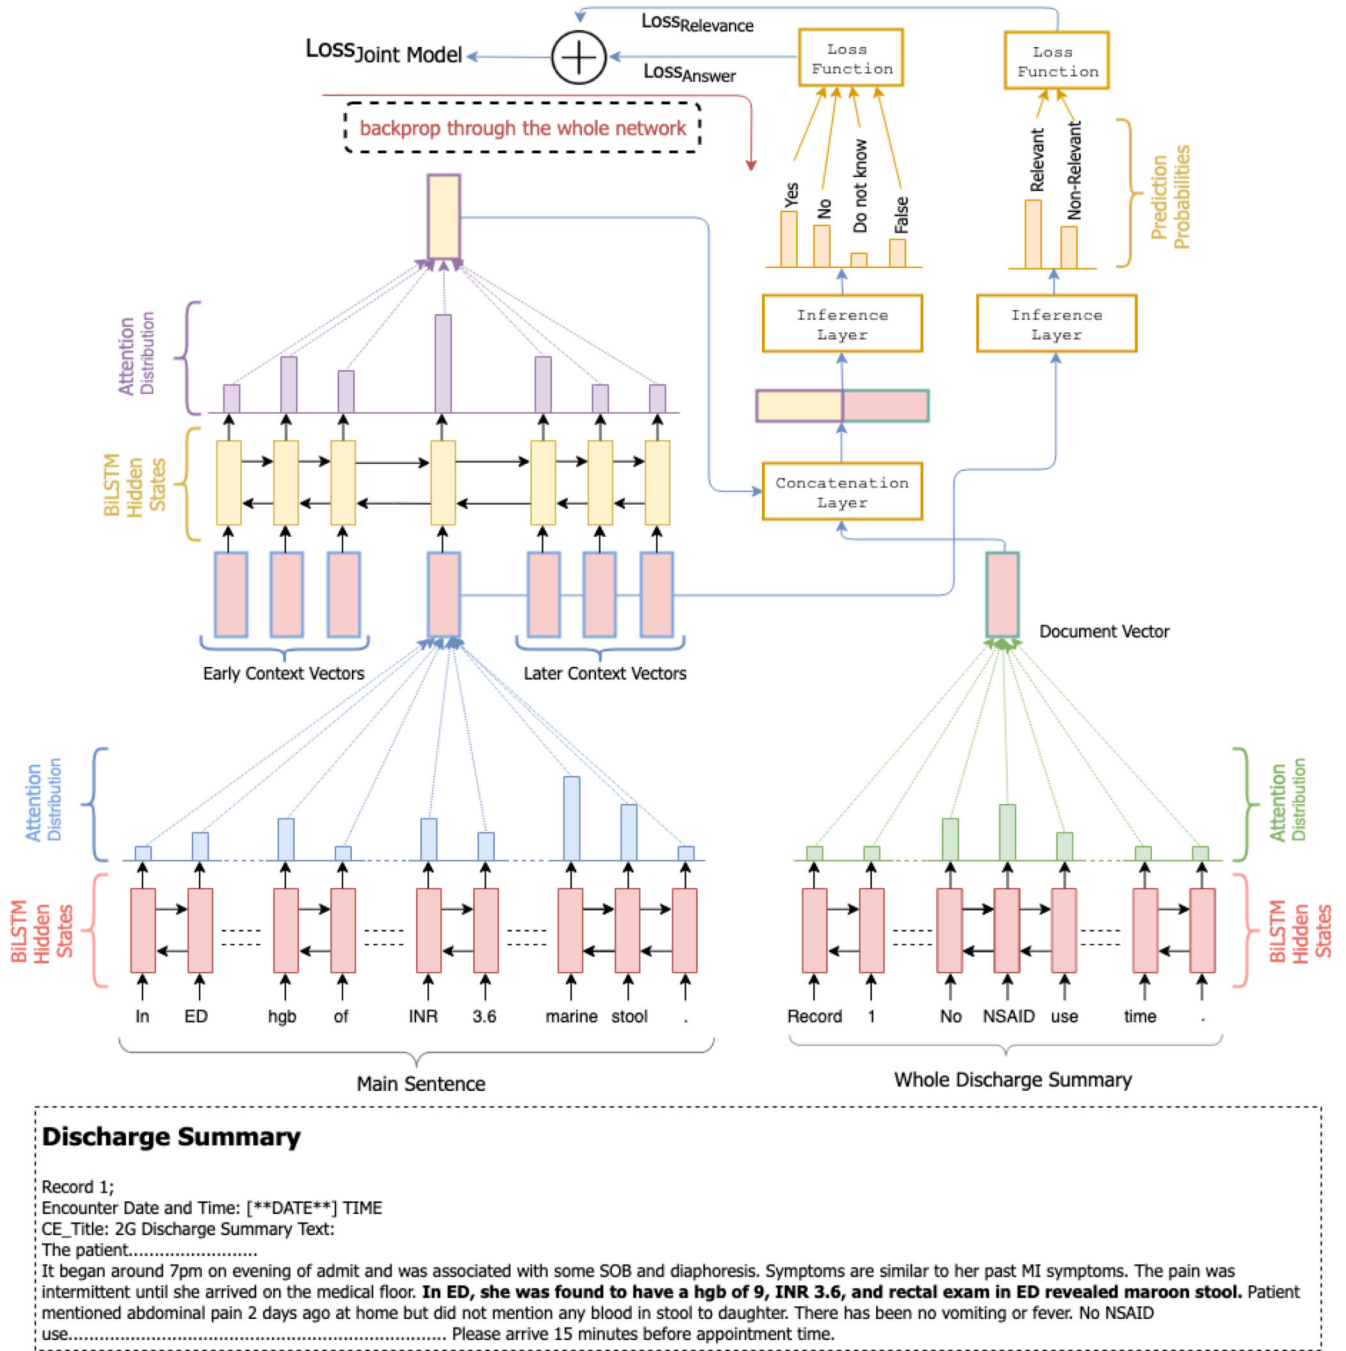 Loss Relevance
Loss Joint Model
Loss Answer
Loss
Function
Loss
Function
backprop through the whole network
Yes
No
Do not know
False
Relevant
Non-Relevant
Prediction
Probabilities
Inference
Layer
Inference
Layer
Attention
Distribution
BiLSTM
Hidden
States
Concatenation
Layer
Early Context Vectors
Later Context Vectors
Document Vector
Attention
Distribution
Attention
Distribution
BiLSTM
Hidden
States
BiLSTM
Hidden
States
In ED hgb of INR 3.6 marine stool .
Record 1 No NSAID use time .
Main Sentence
Whole Discharge Summary
Discharge Summary
Record 1;
Encounter Date and Time: [**DATE**] TIME
CE_Title: 2G Discharge Summary Text:
The patient.........................
It began around 7pm on evening of admit and was associated with some SOB and diaphoresis. Symptoms are similar to her past MI symptoms. The pain was
intermittent until she arrived on the medical floor. In ED, she was found to have a hgb of 9, INR 3.6, and rectal exam in ED revealed maroon stool. Patient
mentioned abdominal pain 2 days ago at home but did not mention any blood in stool to daughter. There has been no vomiting or fever. No NSAID
use......................................................................... Please arrive 15 minutes before appointment time.